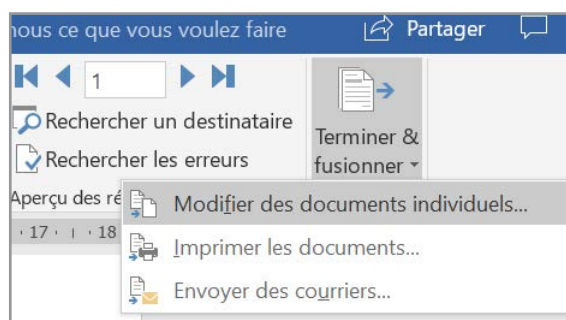 nous ce que vous voulez faire Partager
1
Rechercher un destinataire
Rechercher les erreurs
Terminer &
fusionner
Aperçu des ré
Modifier des documents individuels...
17 18
Imprimer les documents...
Envoyer des courriers...